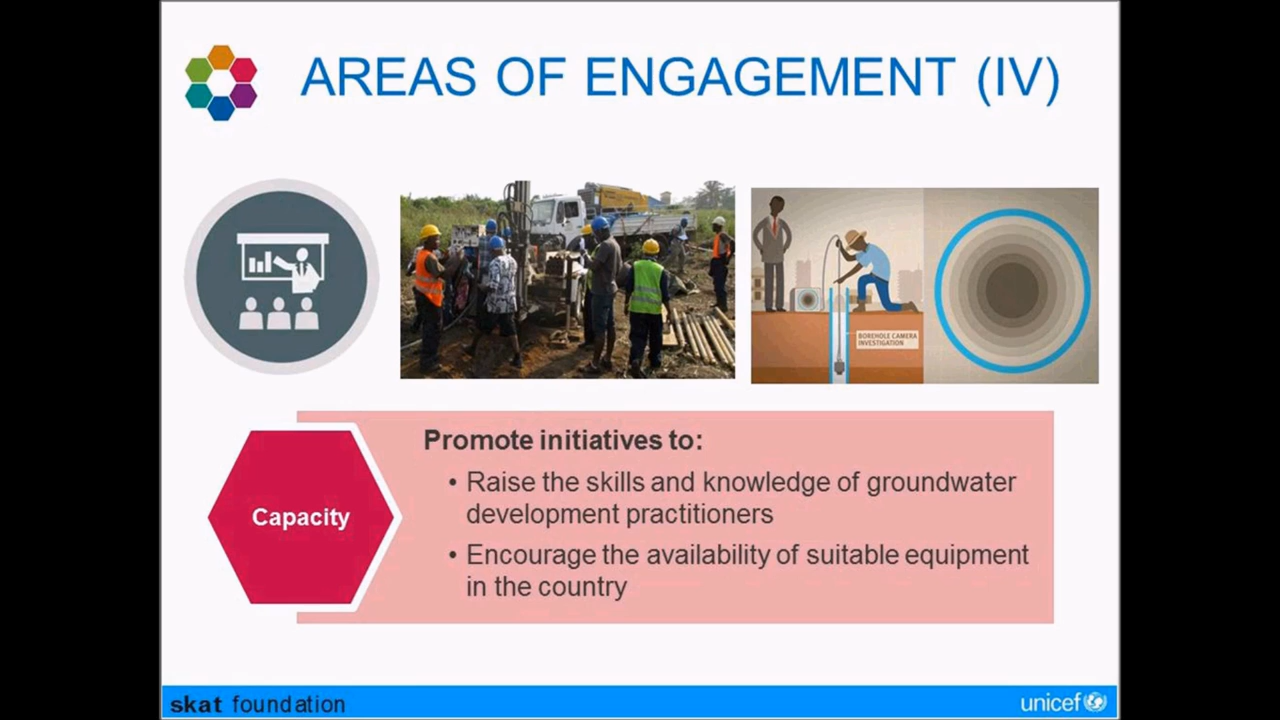 AREAS OF ENGAGEMENT (IV)
BOREHOLE CAMERA
INVESTIGATION
Capacity
Promote initiatives to:
• Raise the skills and knowledge of groundwater
development practitioners
• Encourage the availability of suitable equipment
in the country
skat foundation
unicef